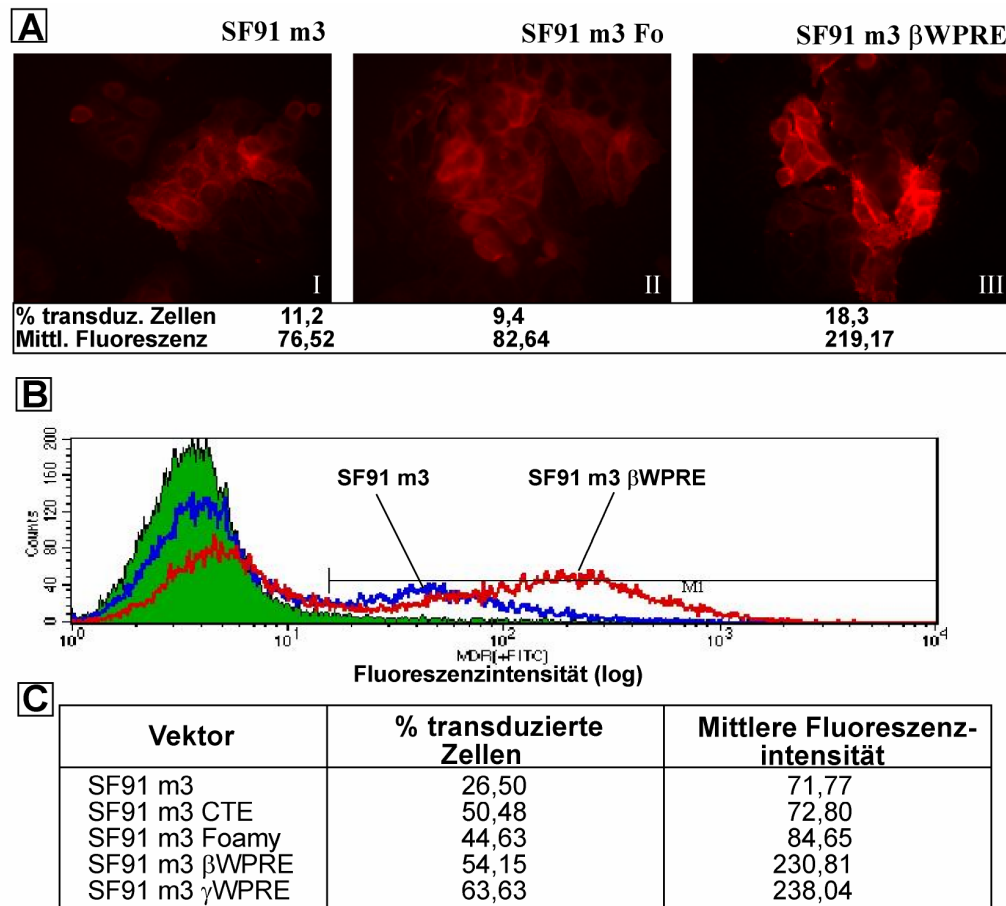 A
SF91 m3 SF91 m3 Fo SF91 m3 βWPRE
I II III
% transduz. Zellen 11,2 9,4 18,3
Mittl. Fluoreszenz 76,52 82,64 219,17
B
200
160
120
80
40
0
Counts
SF91 m3 SF91 m3 βWPRE
M1
10^0 10^1 10^2 10^3 10^4
MDR[+FITC]
Fluoreszenzintensität (log)
C
Vektor % transduzierte Zellen Mittlere Fluoreszenz-intensität
SF91 m3 26,50 71,77
SF91 m3 CTE 50,48 72,80
SF91 m3 Foamy 44,63 84,65
SF91 m3 βWPRE 54,15 230,81
SF91 m3 γWPRE 63,63 238,04